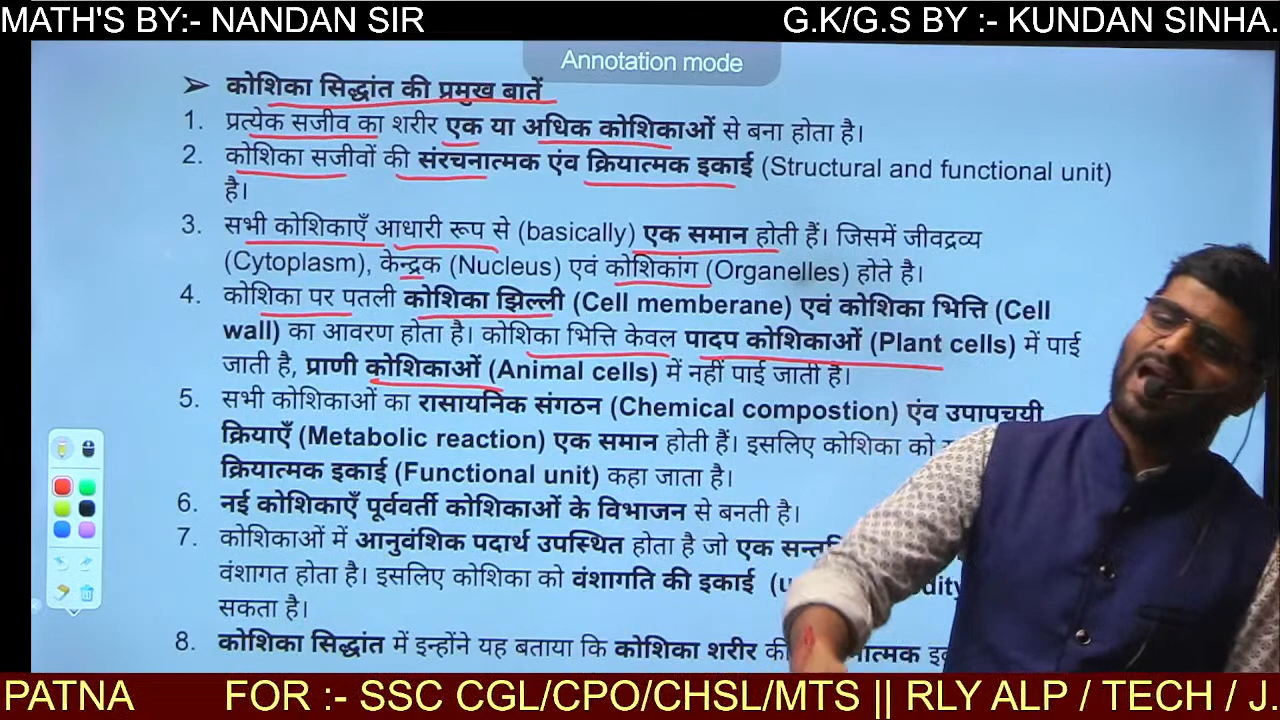 MATH'S BY:- NANDAN SIR G.K/G.S BY :- KUNDAN SINHA.
Annotation mode
➢ कोशिका सिद्धांत की प्रमुख बातें
1. प्रत्येक सजीव का शरीर एक या अधिक कोशिकाओं से बना होता है।
2. कोशिका सजीवों की संरचनात्मक एंव क्रियात्मक इकाई (Structural and functional unit)
है।
3. सभी कोशिकाएँ आधारी रूप से (basically) एक समान होती हैं। जिसमें जीवद्रव्य
(Cytoplasm), केन्द्रक (Nucleus) एवं कोशिकांग (Organelles) होते है।
4. कोशिका पर पतली कोशिका झिल्ली (Cell memberane) एवं कोशिका भित्ति (Cell
wall) का आवरण होता है। कोशिका भित्ति केवल पादप कोशिकाओं (Plant cells) में पाई
जाती है, प्राणी कोशिकाओं (Animal cells) में नहीं पाई जाती है।
5. सभी कोशिकाओं का रासायनिक संगठन (Chemical compostion) एंव उपापचयी
क्रियाएँ (Metabolic reaction) एक समान होती हैं। इसलिए कोशिका को
क्रियात्मक इकाई (Functional unit) कहा जाता है।
6. नई कोशिकाएँ पूर्ववर्ती कोशिकाओं के विभाजन से बनती है।
7. कोशिकाओं में आनुवंशिक पदार्थ उपस्थित होता है जो एक
वंशागत होता है। इसलिए कोशिका को वंशागति की इकाई
सकता है।
8. कोशिका सिद्धांत में इन्होंने यह बताया कि कोशिका शरीर
PATNA FOR :- SSC CGL/CPO/CHSL/MTS || RLY ALP / TECH / J.